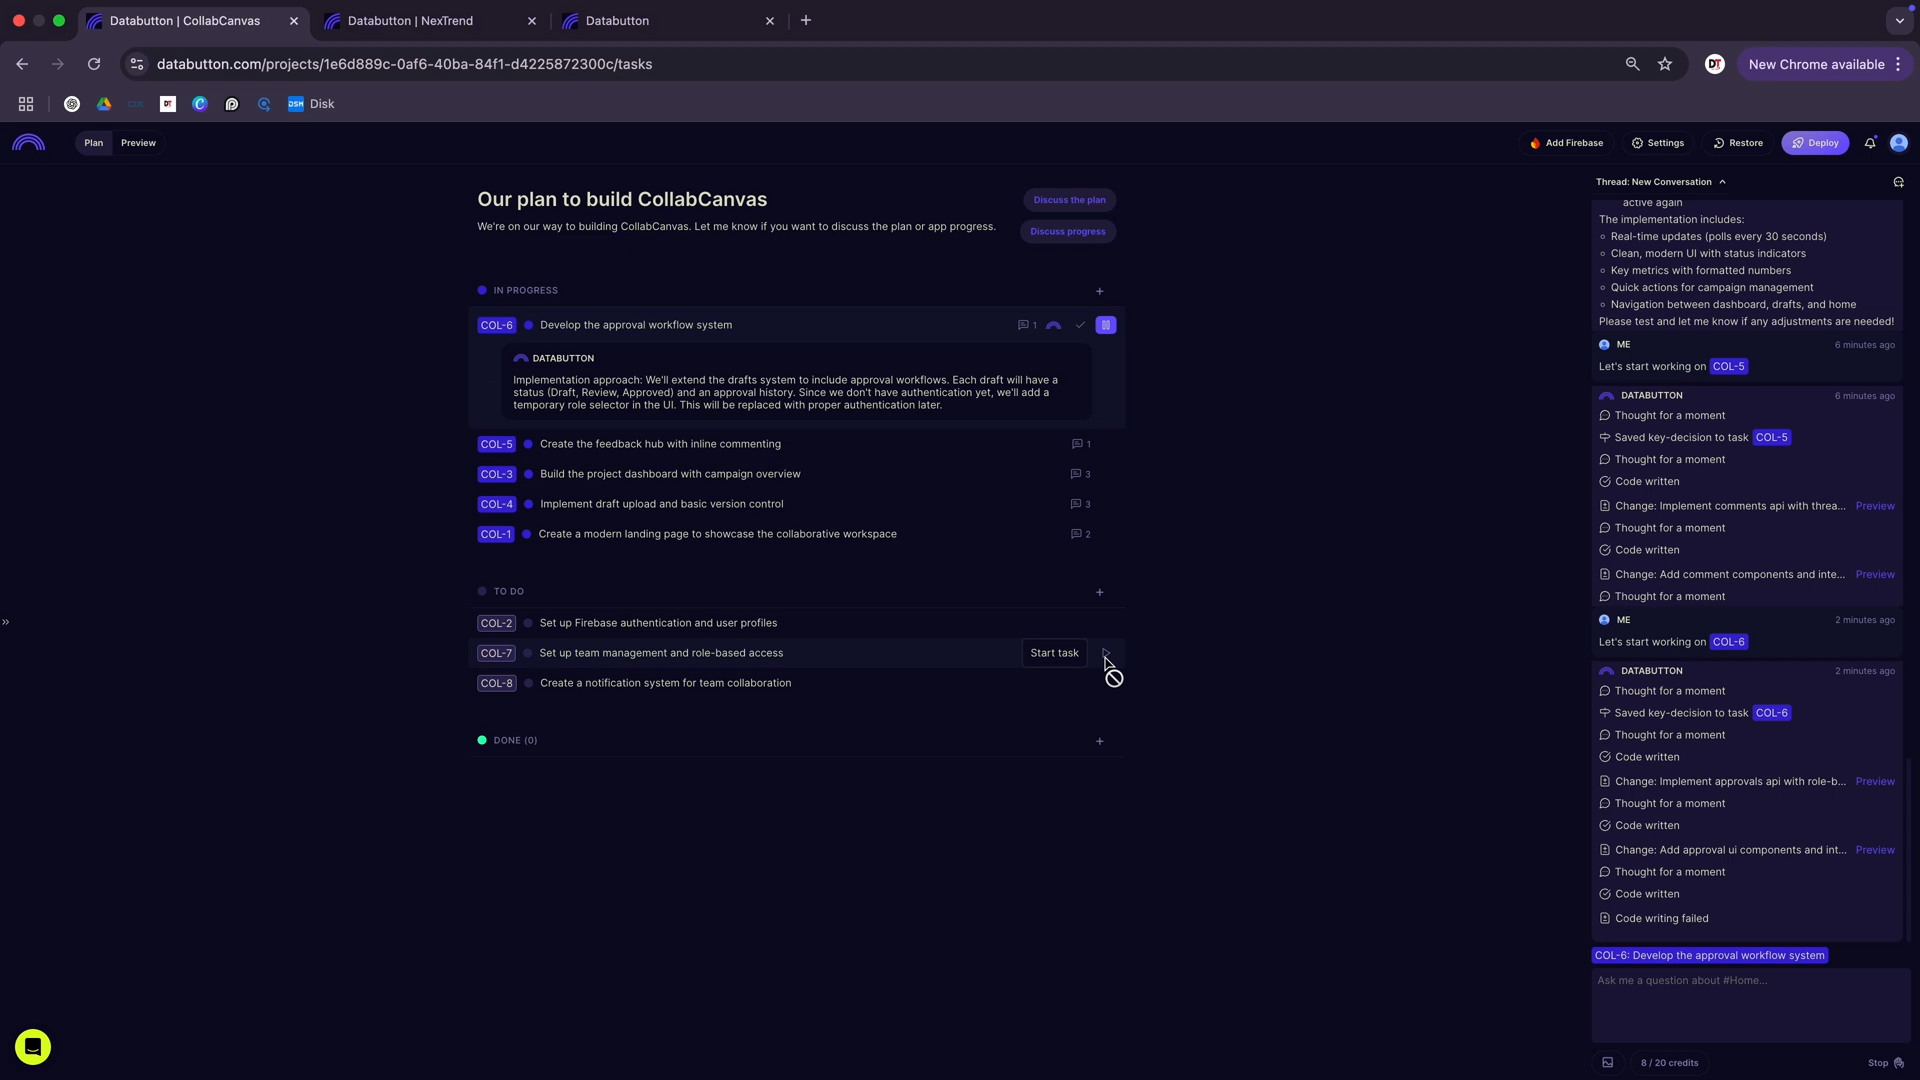 Databutton | CollabCanvas
Databutton | NexTrend
Databutton
databutton.com/projects/1e6d889c-0af6-40ba-84f1-d4225872300c/tasks
DT
New Chrome available
DT
DSM
Disk
Plan
Preview
Add Firebase
Settings
Restore
Deploy
Our plan to build CollabCanvas
We're on our way to building CollabCanvas. Let me know if you want to discuss the plan or app progress.
Discuss the plan
Discuss progress
IN PROGRESS
COL-6
Develop the approval workflow system
1
DATABUTTON
Implementation approach: We'll extend the drafts system to include approval workflows. Each draft will have a
status (Draft, Review, Approved) and an approval history. Since we don't have authentication yet, we'll add a
temporary role selector in the UI. This will be replaced with proper authentication later.
COL-5
Create the feedback hub with inline commenting
1
COL-3
Build the project dashboard with campaign overview
3
COL-4
Implement draft upload and basic version control
3
COL-1
Create a modern landing page to showcase the collaborative workspace
2
TO DO
COL-2
Set up Firebase authentication and user profiles
COL-7
Set up team management and role-based access
Start task
COL-8
Create a notification system for team collaboration
DONE (0)
Thread: New Conversation
active again
The implementation includes:
Real-time updates (polls every 30 seconds)
Clean, modern UI with status indicators
Key metrics with formatted numbers
Quick actions for campaign management
Navigation between dashboard, drafts, and home
Please test and let me know if any adjustments are needed!
ME
6 minutes ago
Let's start working on COL-5
DATABUTTON
6 minutes ago
Thought for a moment
Saved key-decision to task COL-5
Thought for a moment
Code written
Change: Implement comments api with threa...
Preview
Thought for a moment
Code written
Change: Add comment components and inte...
Preview
Thought for a moment
ME
2 minutes ago
Let's start working on COL-6
DATABUTTON
2 minutes ago
Thought for a moment
Saved key-decision to task COL-6
Thought for a moment
Code written
Change: Implement approvals api with role-b...
Preview
Thought for a moment
Code written
Change: Add approval ui components and int...
Preview
Thought for a moment
Code written
Code writing failed
COL-6: Develop the approval workflow system
Ask me a question about #Home...
8 / 20 credits
Stop